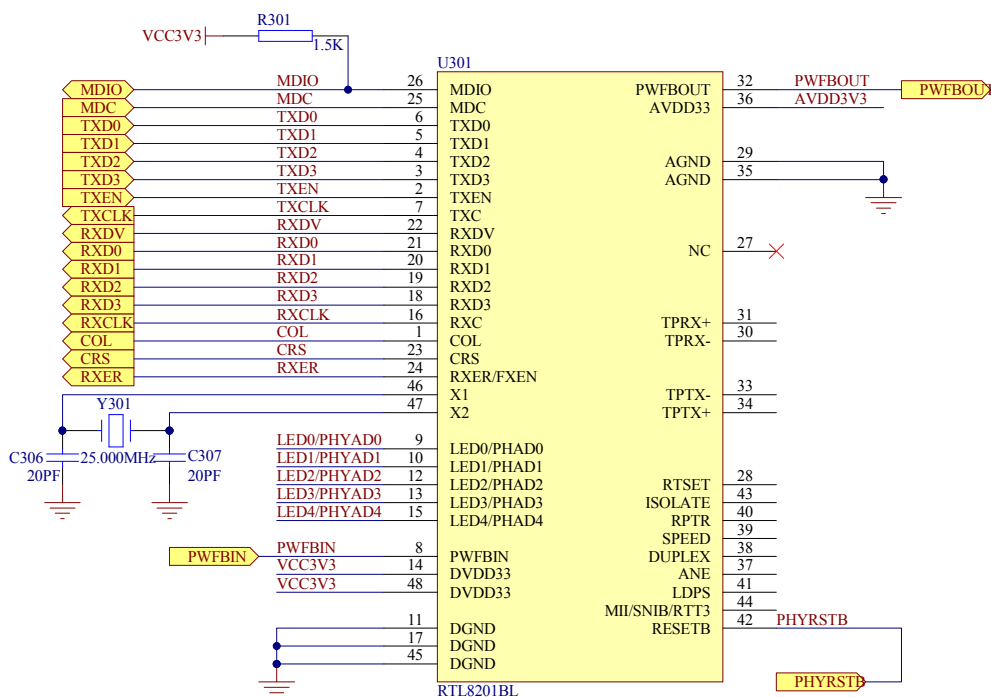 R301
VCC3V3
1.5K
U301
MDIO MDIO 26 MDIO PWFBOUT 32 PWFBOUT PWFBOUT
MDC MDC 25 MDC AVDD33 36 AVDD3V3
TXD0 TXD0 6 TXD0
TXD1 TXD1 5 TXD1
TXD2 TXD2 4 TXD2 AGND 29
TXD3 TXD3 3 TXD3 AGND 35
TXEN TXEN 2 TXEN
TXCLK TXCLK 7 TXC
RXDV RXDV 22 RXDV
RXD0 RXD0 21 RXD0 NC 27
RXD1 RXD1 20 RXD1
RXD2 RXD2 19 RXD2
RXD3 RXD3 18 RXD3
RXCLK RXCLK 16 RXC TPRX+ 31
COL COL 1 COL TPRX- 30
CRS CRS 23 CRS
RXER RXER 24 RXER/FXEN
46 X1 TPTX- 33
Y301 47 X2 TPTX+ 34
C306 25.000MHz C307
20PF 20PF
LED0/PHYAD0 9 LED0/PHAD0
LED1/PHYAD1 10 LED1/PHAD1
LED2/PHYAD2 12 LED2/PHAD2 RTSET 28
LED3/PHYAD3 13 LED3/PHAD3 ISOLATE 43
LED4/PHYAD4 15 LED4/PHAD4 RPTR 40
SPEED 39
PWFBIN PWFBIN 8 PWFBIN DUPLEX 38
VCC3V3 14 DVDD33 ANE 37
VCC3V3 48 DVDD33 LDPS 41
MII/SNIB/RTT3 44
11 DGND RESETB 42 PHYRSTB
17 DGND
45 DGND
PHYRSTB
RTL8201BL